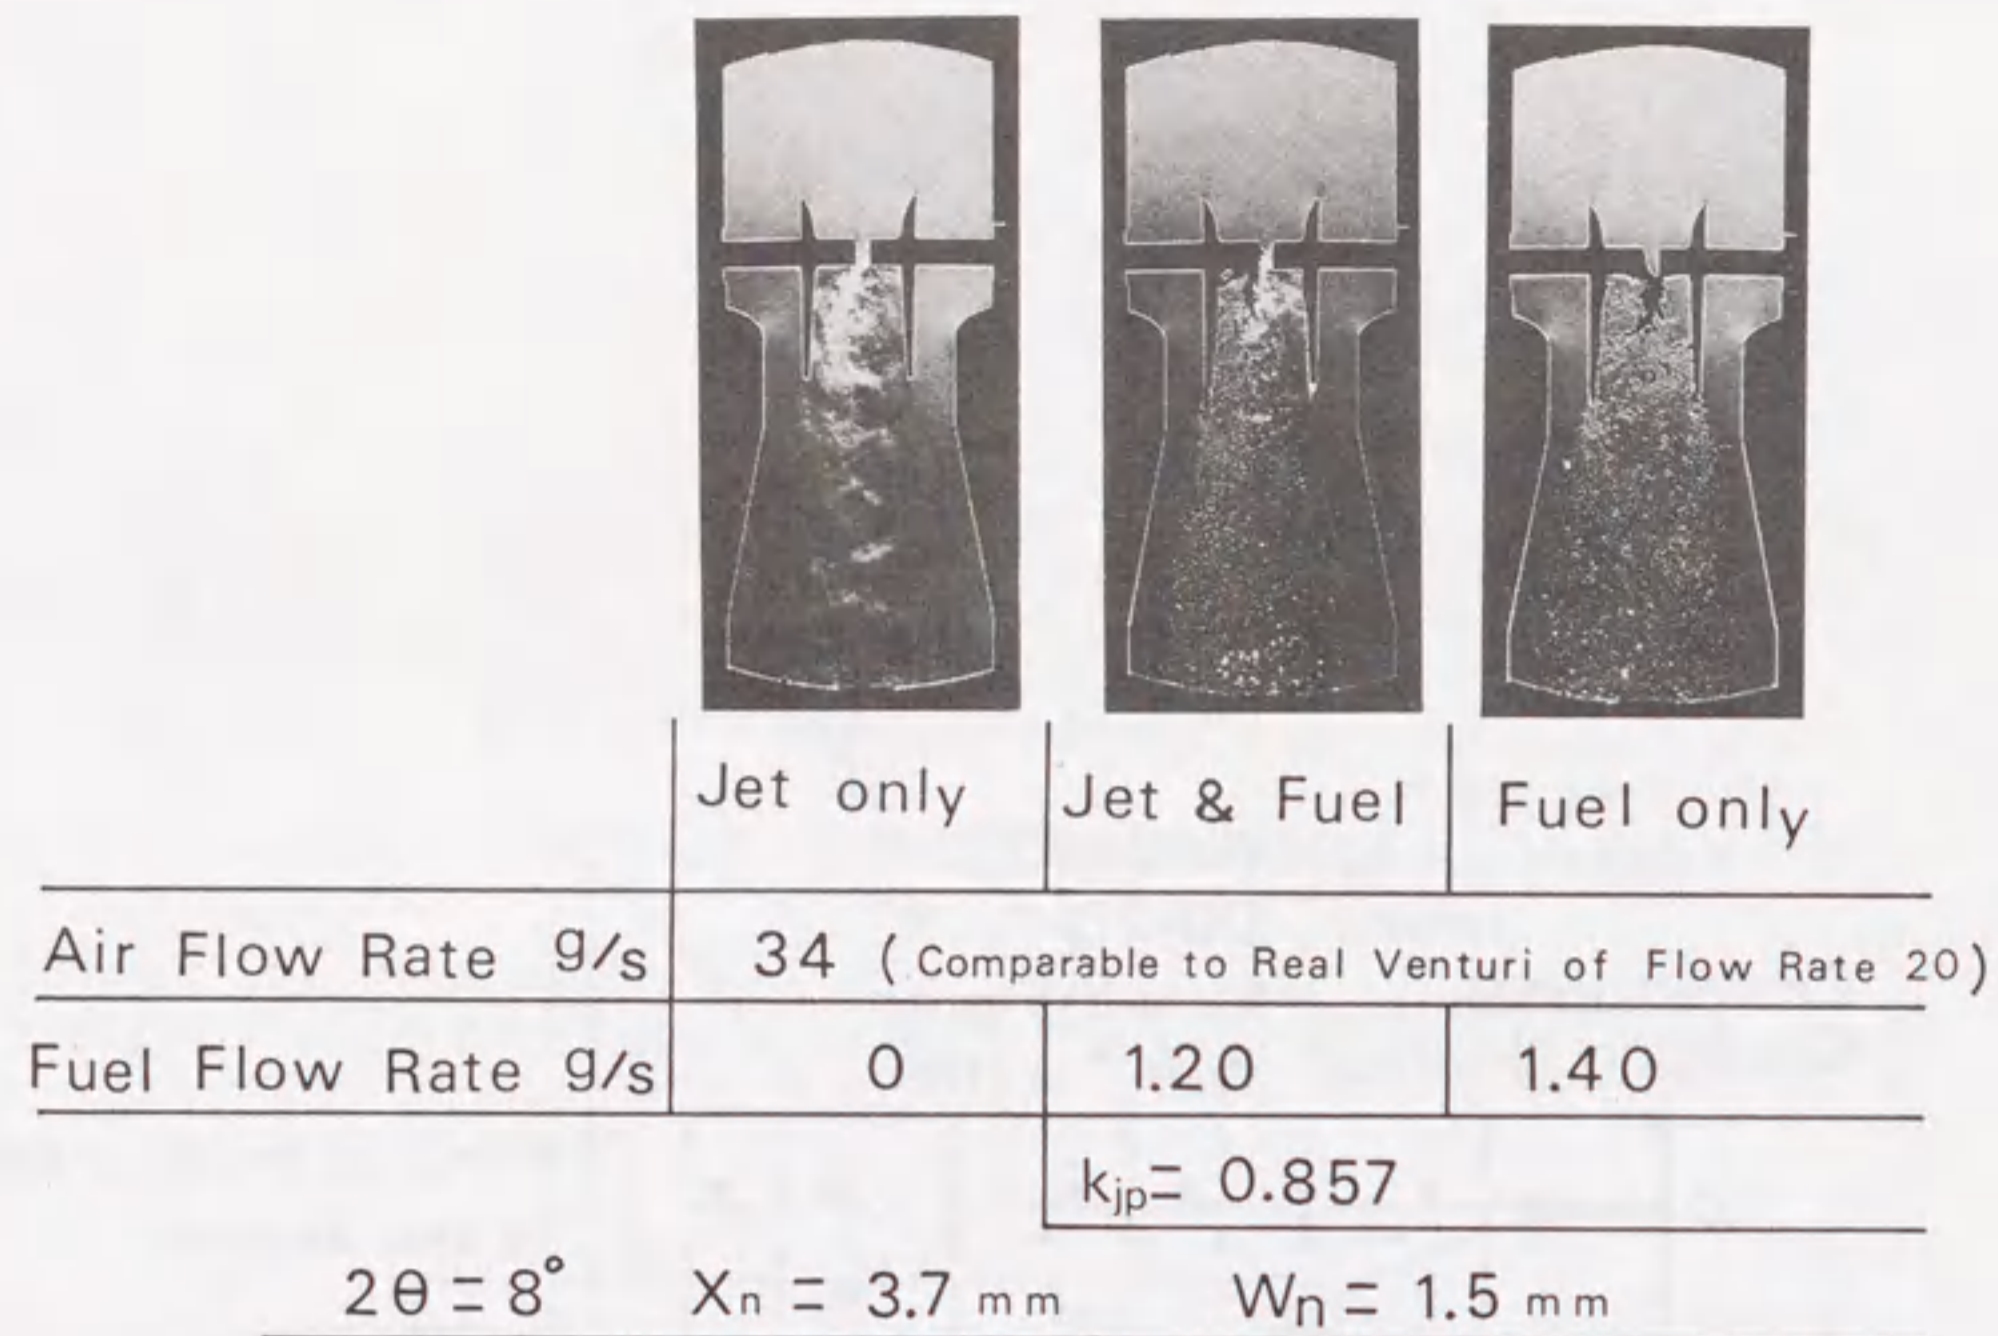 Jet only Jet & Fuel Fuel only
Air Flow Rate g/s 34 ( Comparable to Real Venturi of Flow Rate 20)
Fuel Flow Rate g/s 0 1.20 1.40
kjp= 0.857
2θ = 8° Xn = 3.7 mm Wn = 1.5 mm